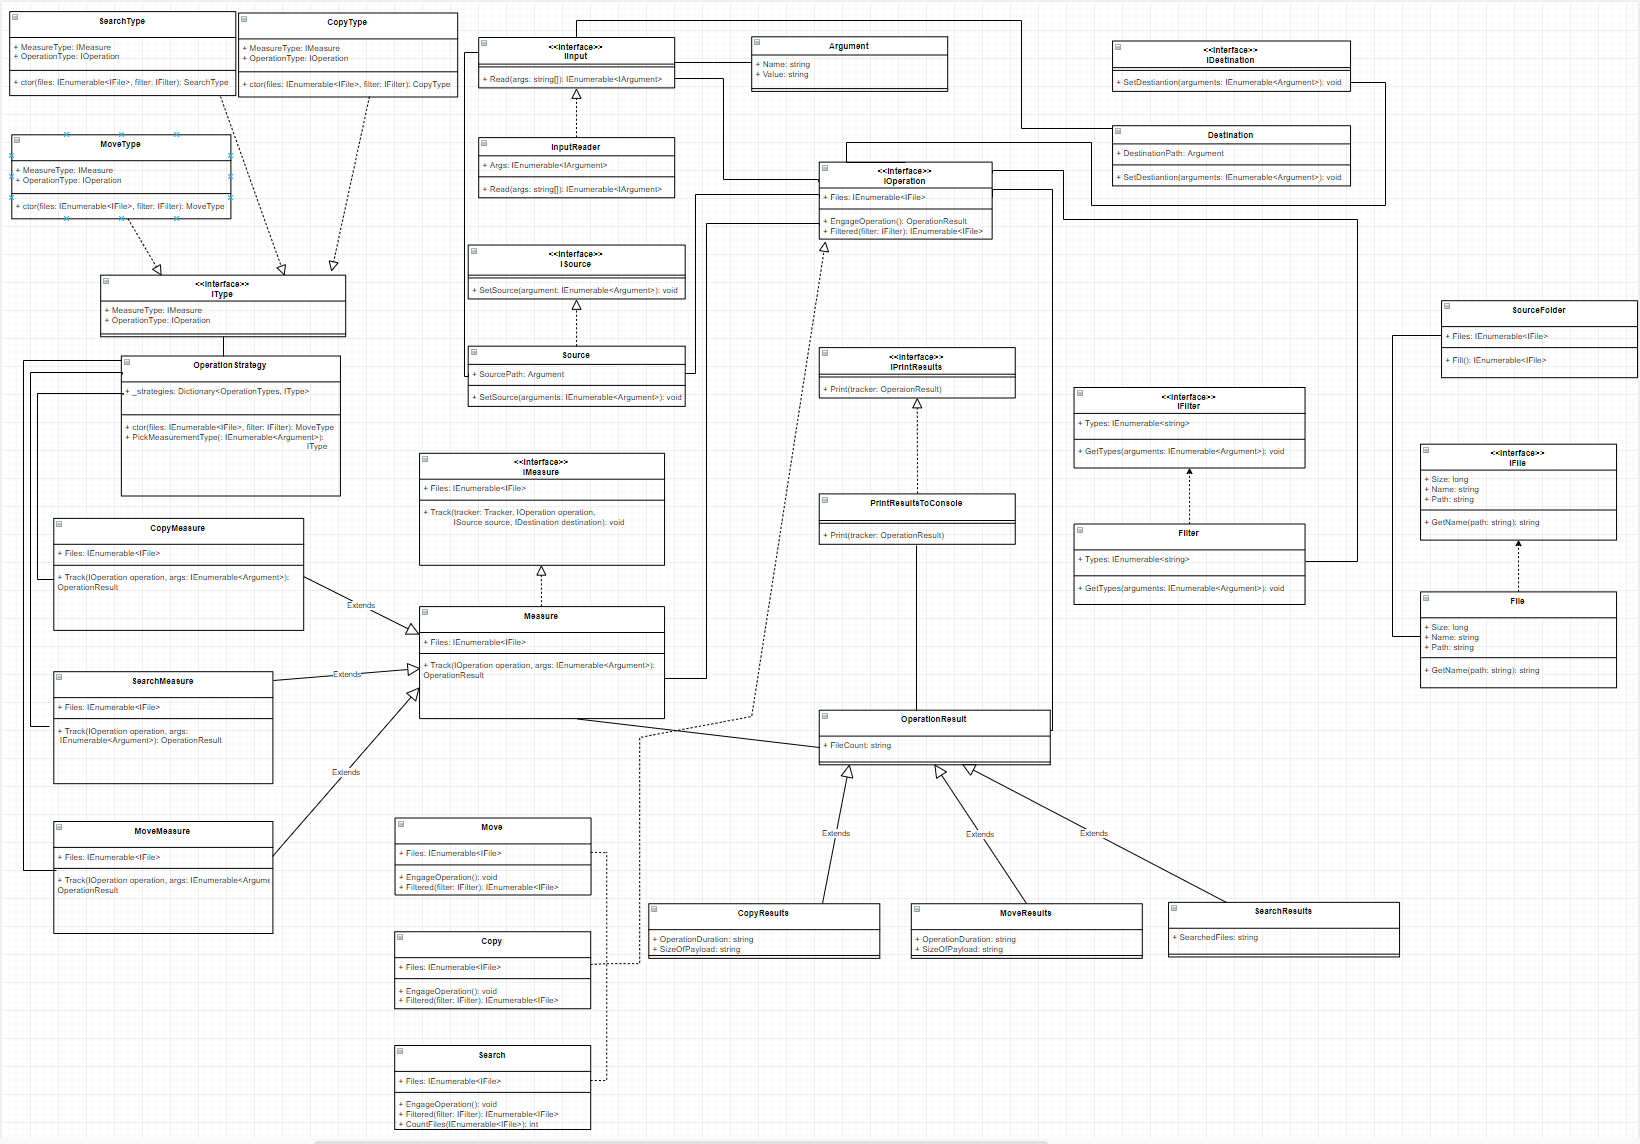 SearchType
+ MeasureType: IMeasure
+ OperationType: IOperation
+ ctor(files: IEnumerable<IFile>, filter: IFilter): SearchType
CopyType
+ MeasureType: IMeasure
+ OperationType: IOperation
+ ctor(files: IEnumerable<IFile>, filter: IFilter): CopyType
<<Interface>>
IInput
+ Read(args: string[]): IEnumerable<IArgument>
Argument
+ Name: string
+ Value: string
<<Interface>>
IDestination
+ SetDestiantion(arguments: IEnumerable<Argument>): void
MoveType
+ MeasureType: IMeasure
+ OperationType: IOperation
+ ctor(files: IEnumerable<IFile>, filter: IFilter): MoveType
InputReader
+ Args: IEnumerable<IArgument>
+ Read(args: string[]): IEnumerable<IArgument>
Destination
+ DestinationPath: Argument
+ SetDestiantion(arguments: IEnumerable<Argument>): void
<<Interface>>
IOperation
+ Files: IEnumerable<IFile>
+ EngageOperation(): OperationResult
+ Filtered(filter: IFilter): IEnumerable<IFile>
<<Interface>>
ISource
+ SetSource(argument: IEnumerable<Argument>): void
<<Interface>>
IType
+ MeasureType: IMeasure
+ OperationType: IOperation
SourceFolder
+ Files: IEnumerable<IFile>
+ Fill(): IEnumerable<IFile>
OperationStrategy
+ _strategies: Dictionary<OperationTypes, IType>
+ ctor(files: IEnumerable<IFile>, filter: IFilter): MoveType
+ PickMeasurementType(: IEnumerable<Argument>):
IType
Source
+ SourcePath: Argument
+ SetSource(arguments: IEnumerable<Argument>): void
<<Interface>>
IPrintResults
+ Print(tracker: OperaionResult)
<<Interface>>
IFilter
+ Types: IEnumerable<string>
+ GetTypes(arguments: IEnumerable<Argument>): void
<<Interface>>
IFile
+ Size: long
+ Name: string
+ Path: string
+ GetName(path: string): string
<<Interface>>
IMeasure
+ Files: IEnumerable<IFile>
+ Track(tracker: Tracker, IOperation operation,
ISource source, IDestination destination): void
PrintResultsToConsole
+ Print(tracker: OperationResult)
Filter
+ Types: IEnumerable<string>
+ GetTypes(arguments: IEnumerable<Argument>): void
CopyMeasure
+ Files: IEnumerable<IFile>
+ Track(IOperation operation, args: IEnumerable<Argument>):
OperationResult
Extends
File
+ Size: long
+ Name: string
+ Path: string
+ GetName(path: string): string
Measure
+ Files: IEnumerable<IFile>
+ Track(IOperation operation, args: IEnumerable<Argument>):
OperationResult
SearchMeasure
+ Files: IEnumerable<IFile>
+ Track(IOperation operation, args:
IEnumerable<Argument>): OperationResult
Extends
OperationResult
+ FileCount: string
Extends
MoveMeasure
+ Files: IEnumerable<IFile>
+ Track(IOperation operation, args: IEnumerable<Argume
OperationResult
Move
+ Files: IEnumerable<IFile>
+ EngageOperation(): void
+ Filtered(filter: IFilter): IEnumerable<IFile>
Extends
Extends
Extends
CopyResults
+ OperationDuration: string
+ SizeOfPayload: string
MoveResults
+ OperationDuration: string
+ SizeOfPayload: string
SearchResults
+ SearchedFiles: string
Copy
+ Files: IEnumerable<IFile>
+ EngageOperation(): void
+ Filtered(filter: IFilter): IEnumerable<IFile>
Search
+ Files: IEnumerable<IFile>
+ EngageOperation(): void
+ Filtered(filter: IFilter): IEnumerable<IFile>
+ CountFiles(IEnumerable<IFile>): int